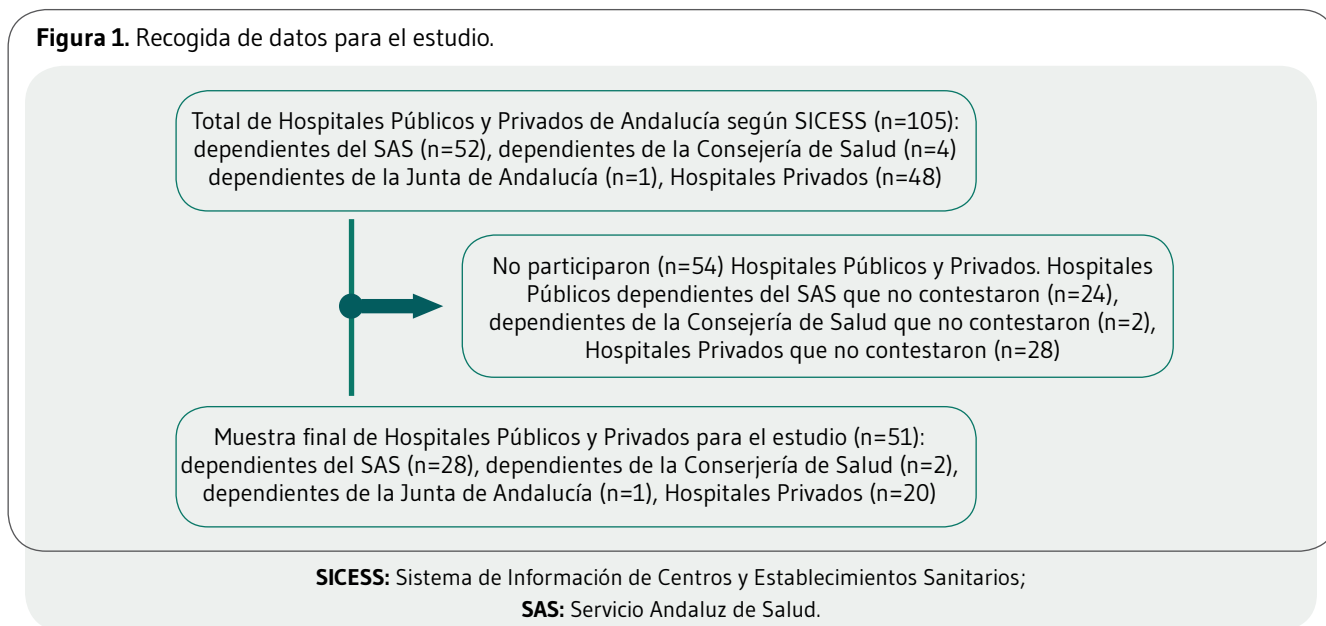 Figura 1. Recogida de datos para el estudio.
Total de Hospitales Públicos y Privados de Andalucía según SICESS (n=105):
dependientes del SAS (n=52), dependientes de la Consejería de Salud (n=4)
dependientes de la Junta de Andalucía (n=1), Hospitales Privados (n=48)
No participaron (n=54) Hospitales Públicos y Privados. Hospitales
Públicos dependientes del SAS que no contestaron (n=24),
dependientes de la Consejería de Salud que no contestaron (n=2),
Hospitales Privados que no contestaron (n=28)
Muestra final de Hospitales Públicos y Privados para el estudio (n=51):
dependientes del SAS (n=28), dependientes de la Conserjería de Salud (n=2),
dependientes de la Junta de Andalucía (n=1), Hospitales Privados (n=20)
SICESS: Sistema de Información de Centros y Establecimientos Sanitarios;
SAS: Servicio Andaluz de Salud.